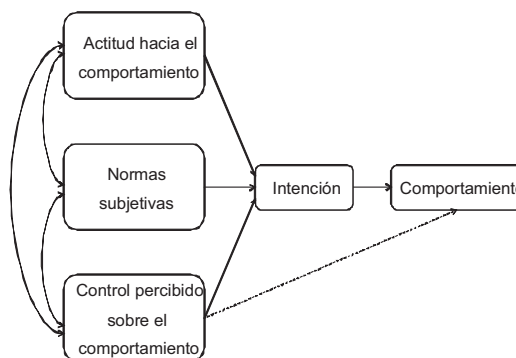 Actitud hacia el
comportamiento
Normas
subjetivas
Intención
Comportamiento
Control percibido
sobre el
comportamiento